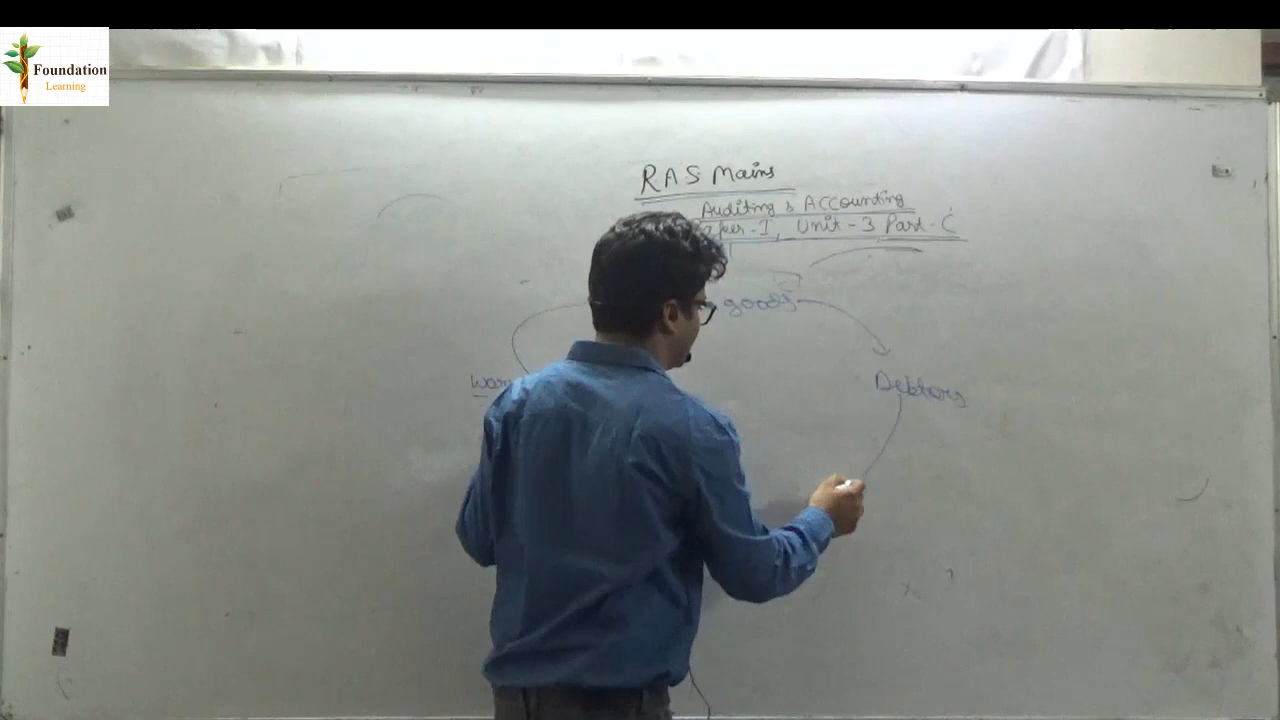 Foundation
Learning
RAS Mains
Auditing & Accounting
Paper-I, Unit-3 Part-C
goods
Debtors